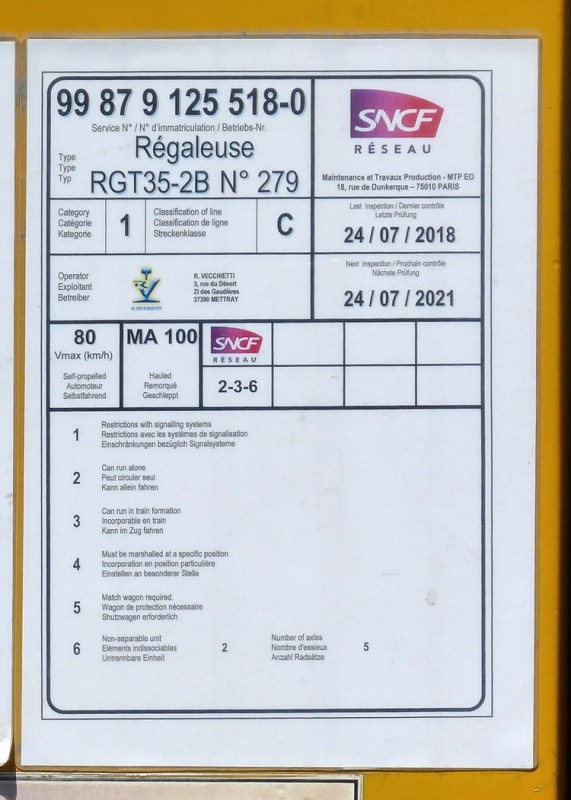 99 87 9 125 518-0
Service N° / N° d'immatriculation / Betriebs-Nr.
Type
Type
Typ
Régaleuse
RGT35-2B N° 279
SNCF
RÉSEAU
Maintenance et Travaux Production - MTP EO
18, rue de Dunkerque – 75010 PARIS
Category
Catégorie
Kategorie
1
Classification of line
Classification de ligne
Streckenklasse
C
Last Inspection / Dernier contrôle
Letzte Prüfung
24 / 07 / 2018
Operator
Exploitant
Betreiber
R.VECCHIETTI
R. VECCHIETTI
3, rue du Désert
ZI des Gaudières
37390 METTRAY
Next Inspection / Prochain contrôle
Nächste Prüfung
24 / 07 / 2021
80
Vmax (km/h)
MA 100
SNCF
RÉSEAU
Self-propelled
Automoteur
Selbstfahrend
Hauled
Remorqué
Geschleppt
2-3-6
1
Restrictions with signalling systems
Restrictions avec les systèmes de signalisation
Einschränkungen bezüglich Signalsysteme
2
Can run alone
Peut circuler seul
Kann allein fahren
3
Can run in train formation
Incorporable en train
Kann im Zug fahren
4
Must be marshalled at a specific position
Incorporation en position particulière
Einstellen an besonderer Stelle
5
Match wagon required.
Wagon de protection nécessaire
Shutzwagen erforderlich
6
Non-separable unit
Eléments indissociables
Untrennbare Einheit
2
Number of axles
Nombre d'essieux
Anzahl Radsätze
5